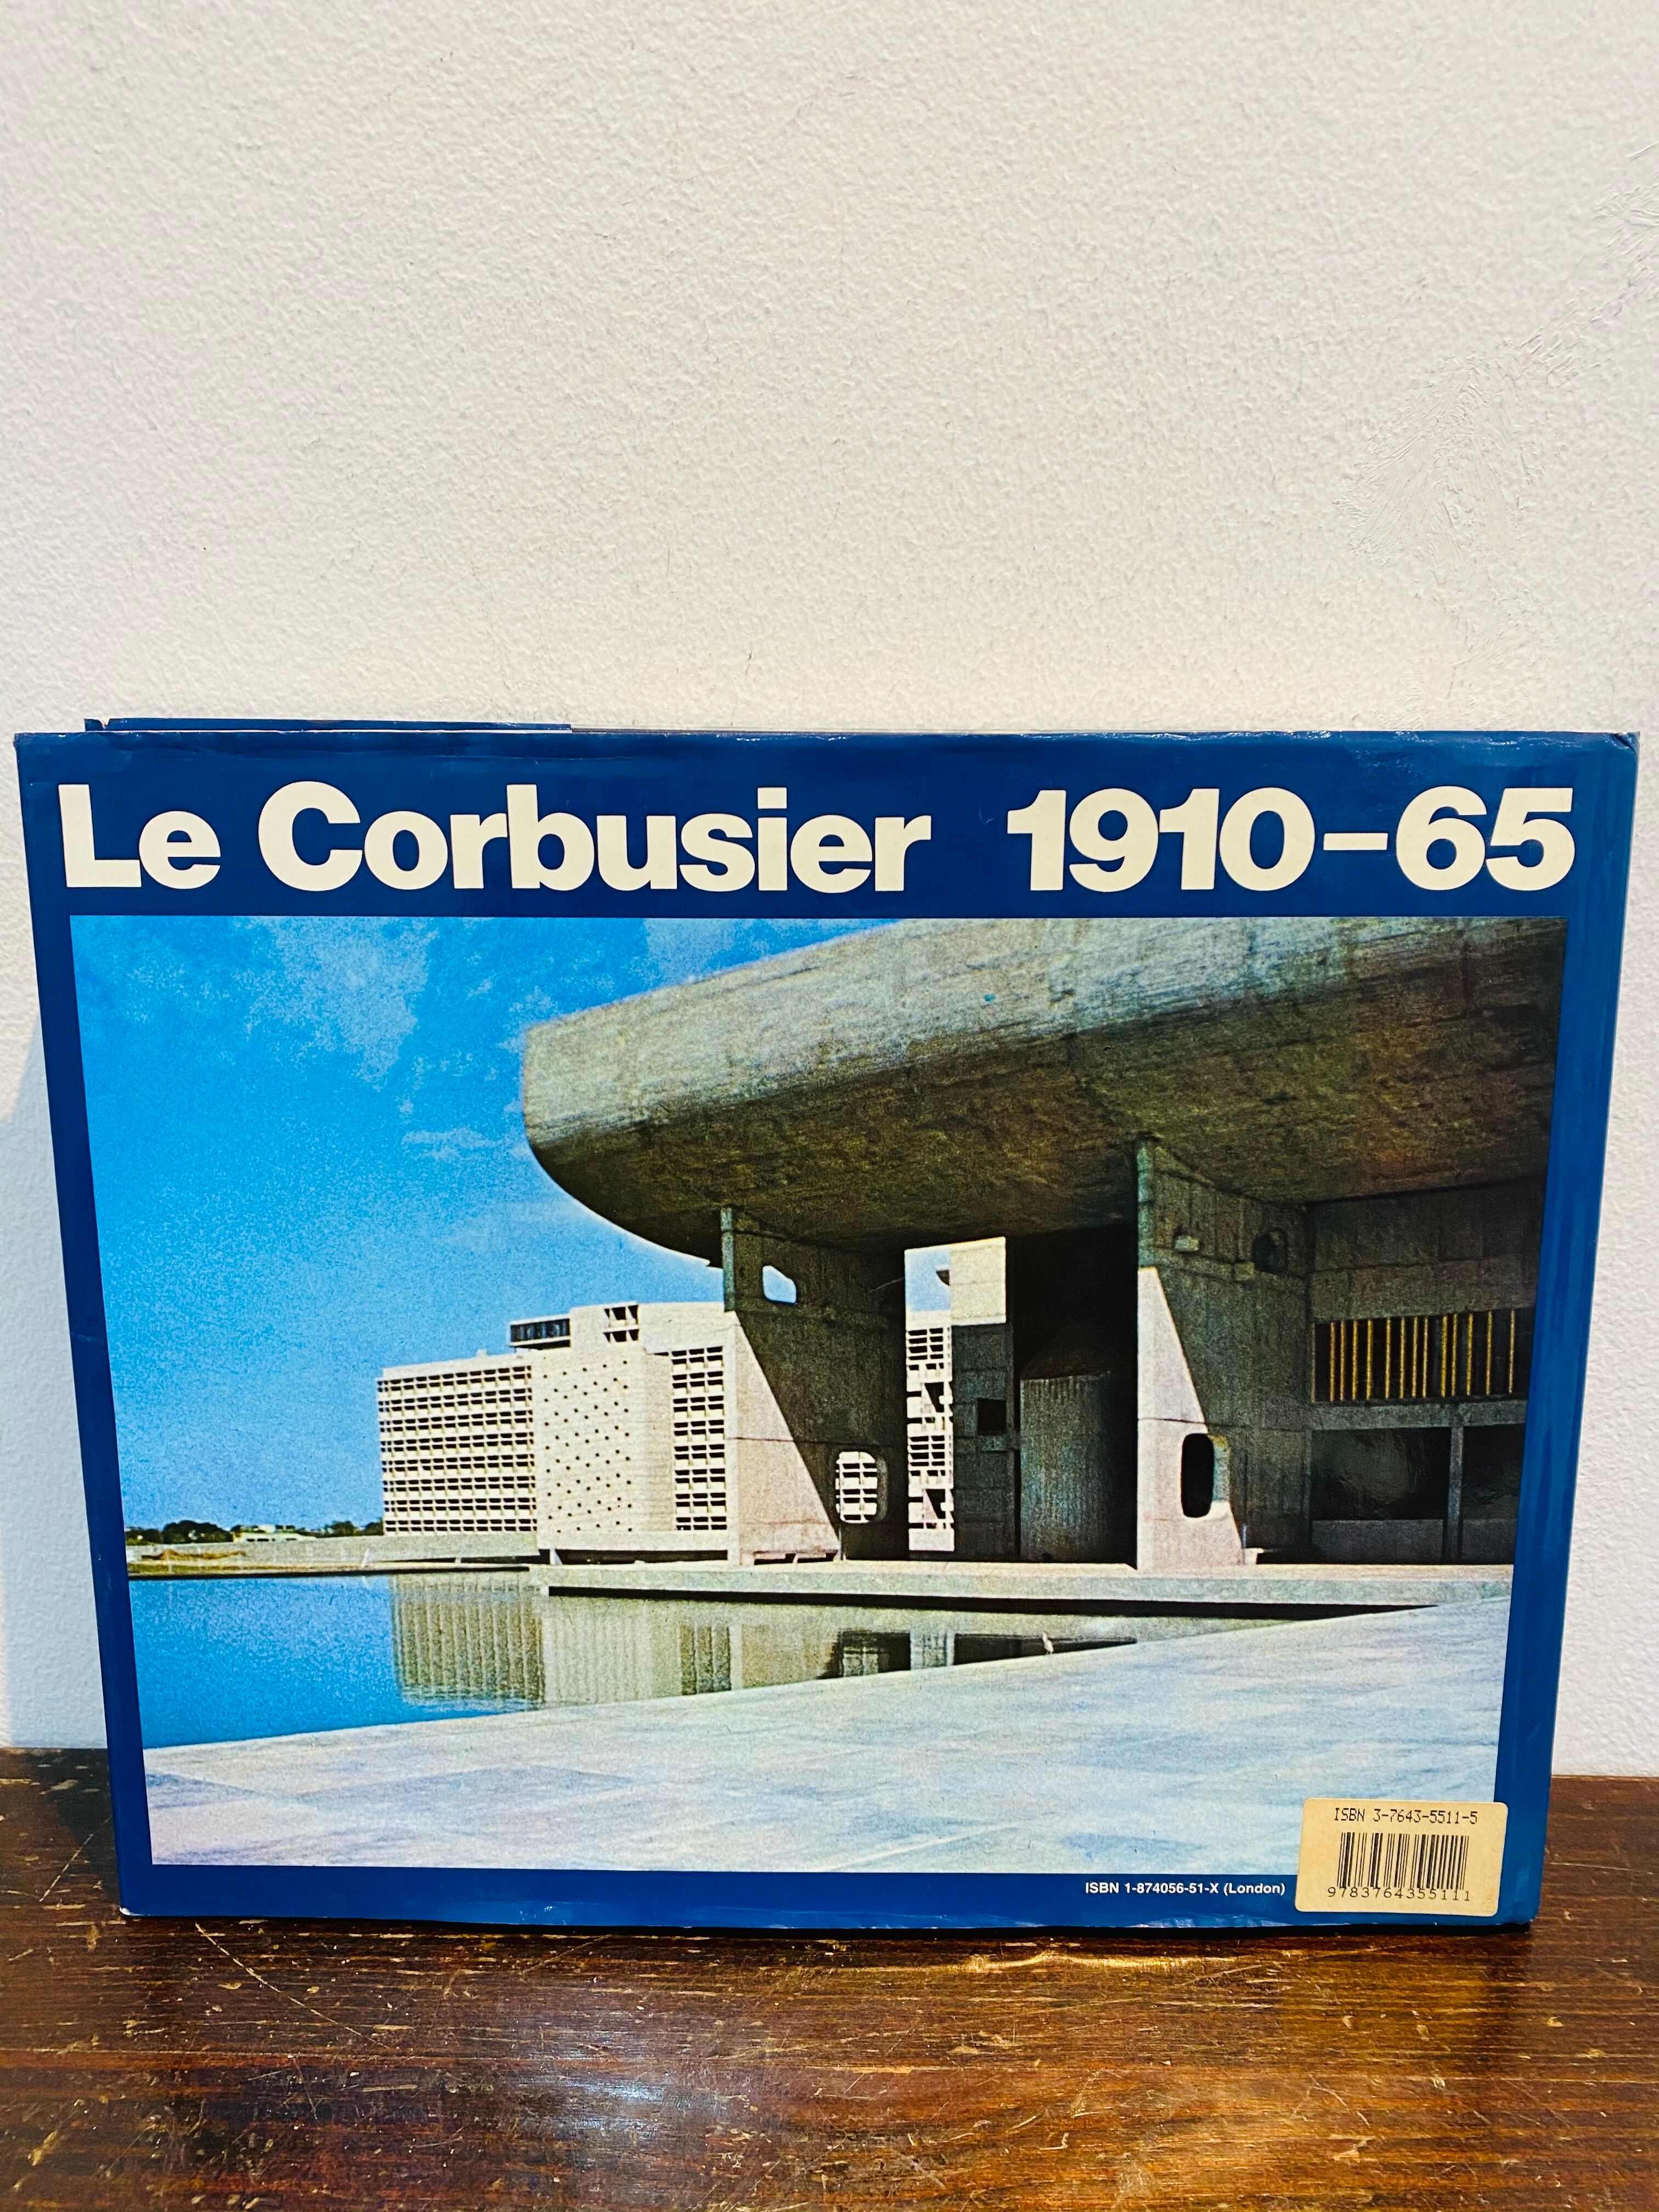 Le Corbusier 1910–65
ISBN 3-7643-5511-5
9783764355111
ISBN 1-874056-51-X (London)